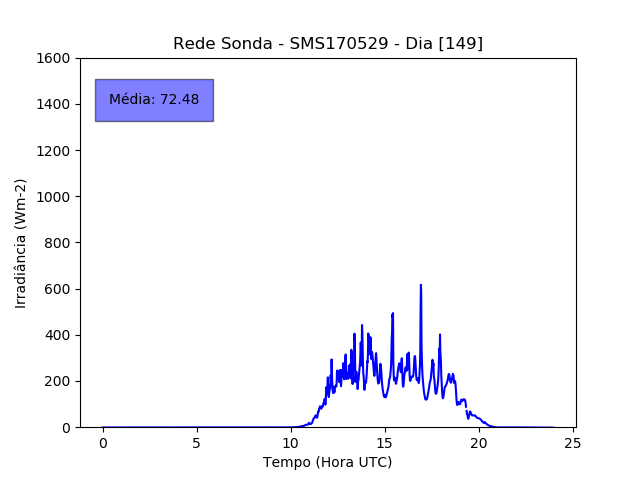 Rede Sonda - SMS170529 - Dia [149]
1600
1400
1200
1000
800
600
400
200
0
Média: 72.48
Irradiância (Wm-2)
0 5 10 15 20 25
Tempo (Hora UTC)